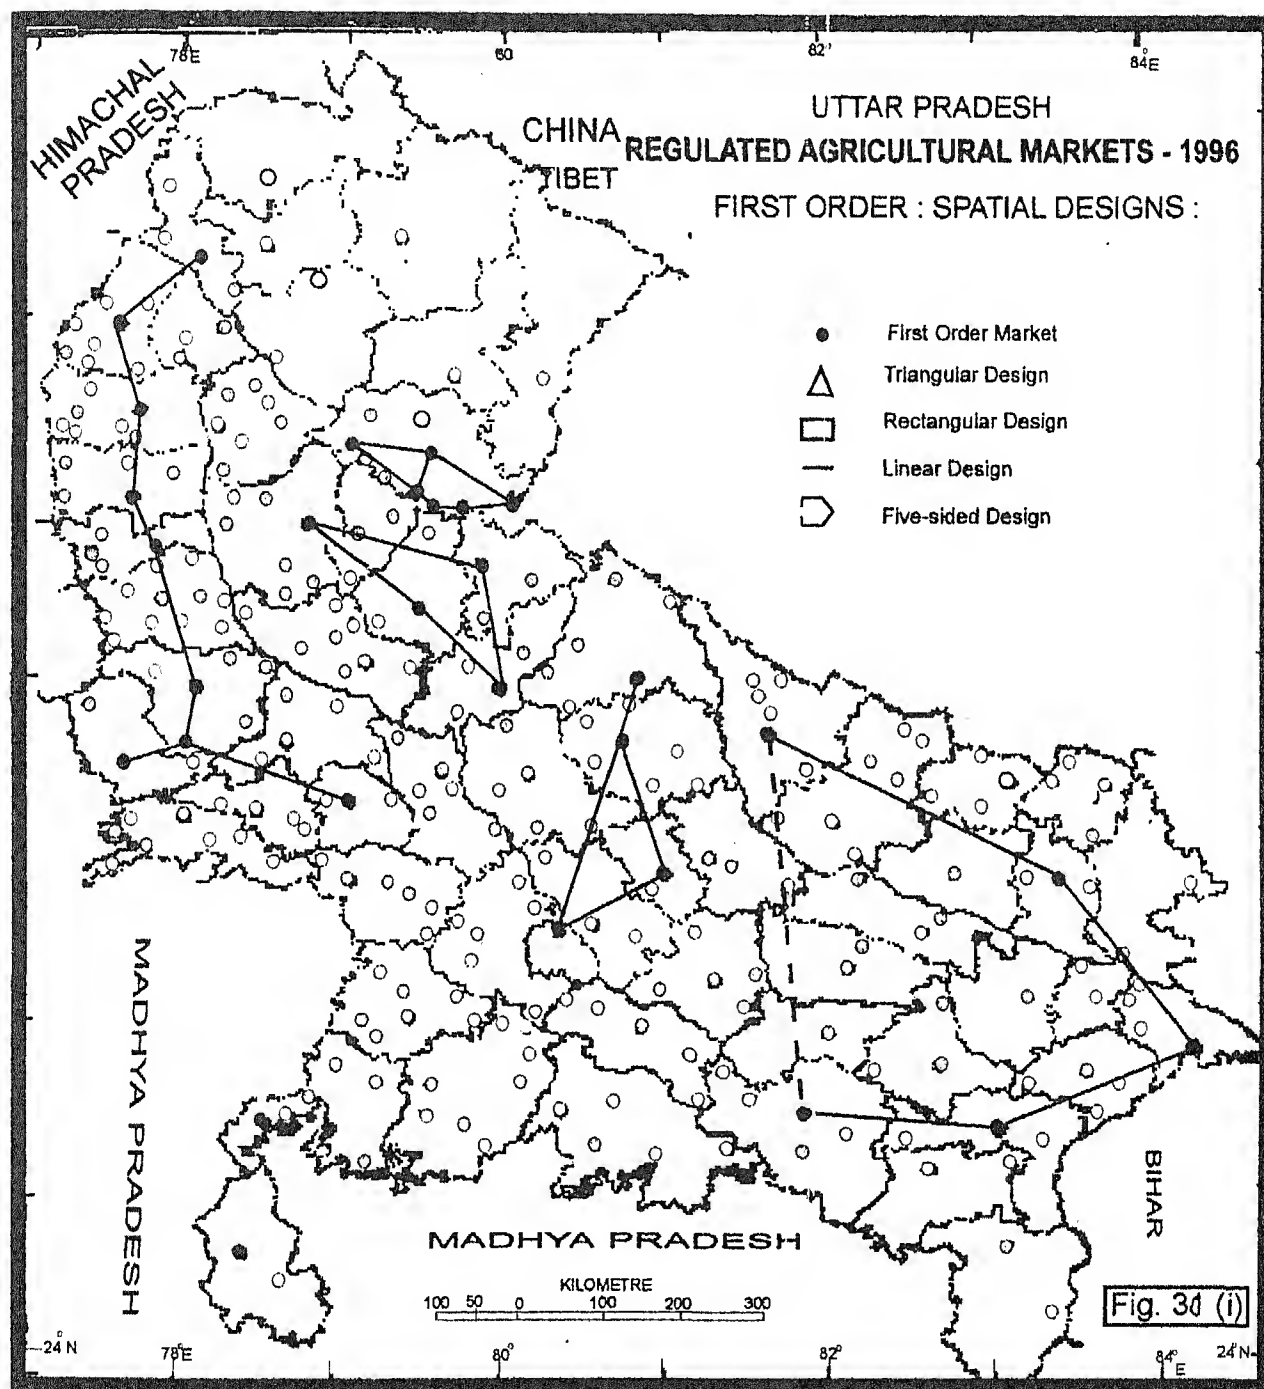 78°E
80
82°
84°E
HIMACHAL
PRADESH
CHINA
TIBET
UTTAR PRADESH
REGULATED AGRICULTURAL MARKETS - 1996
FIRST ORDER : SPATIAL DESIGNS :
First Order Market
Triangular Design
Rectangular Design
Linear Design
Five-sided Design
MADHYA PRADESH
MADHYA PRADESH
BIHAR
KILOMETRE
100 50 0 100 200 300
Fig. 3d (i)
24°N
78°E
80°
82°
84°E
24°N